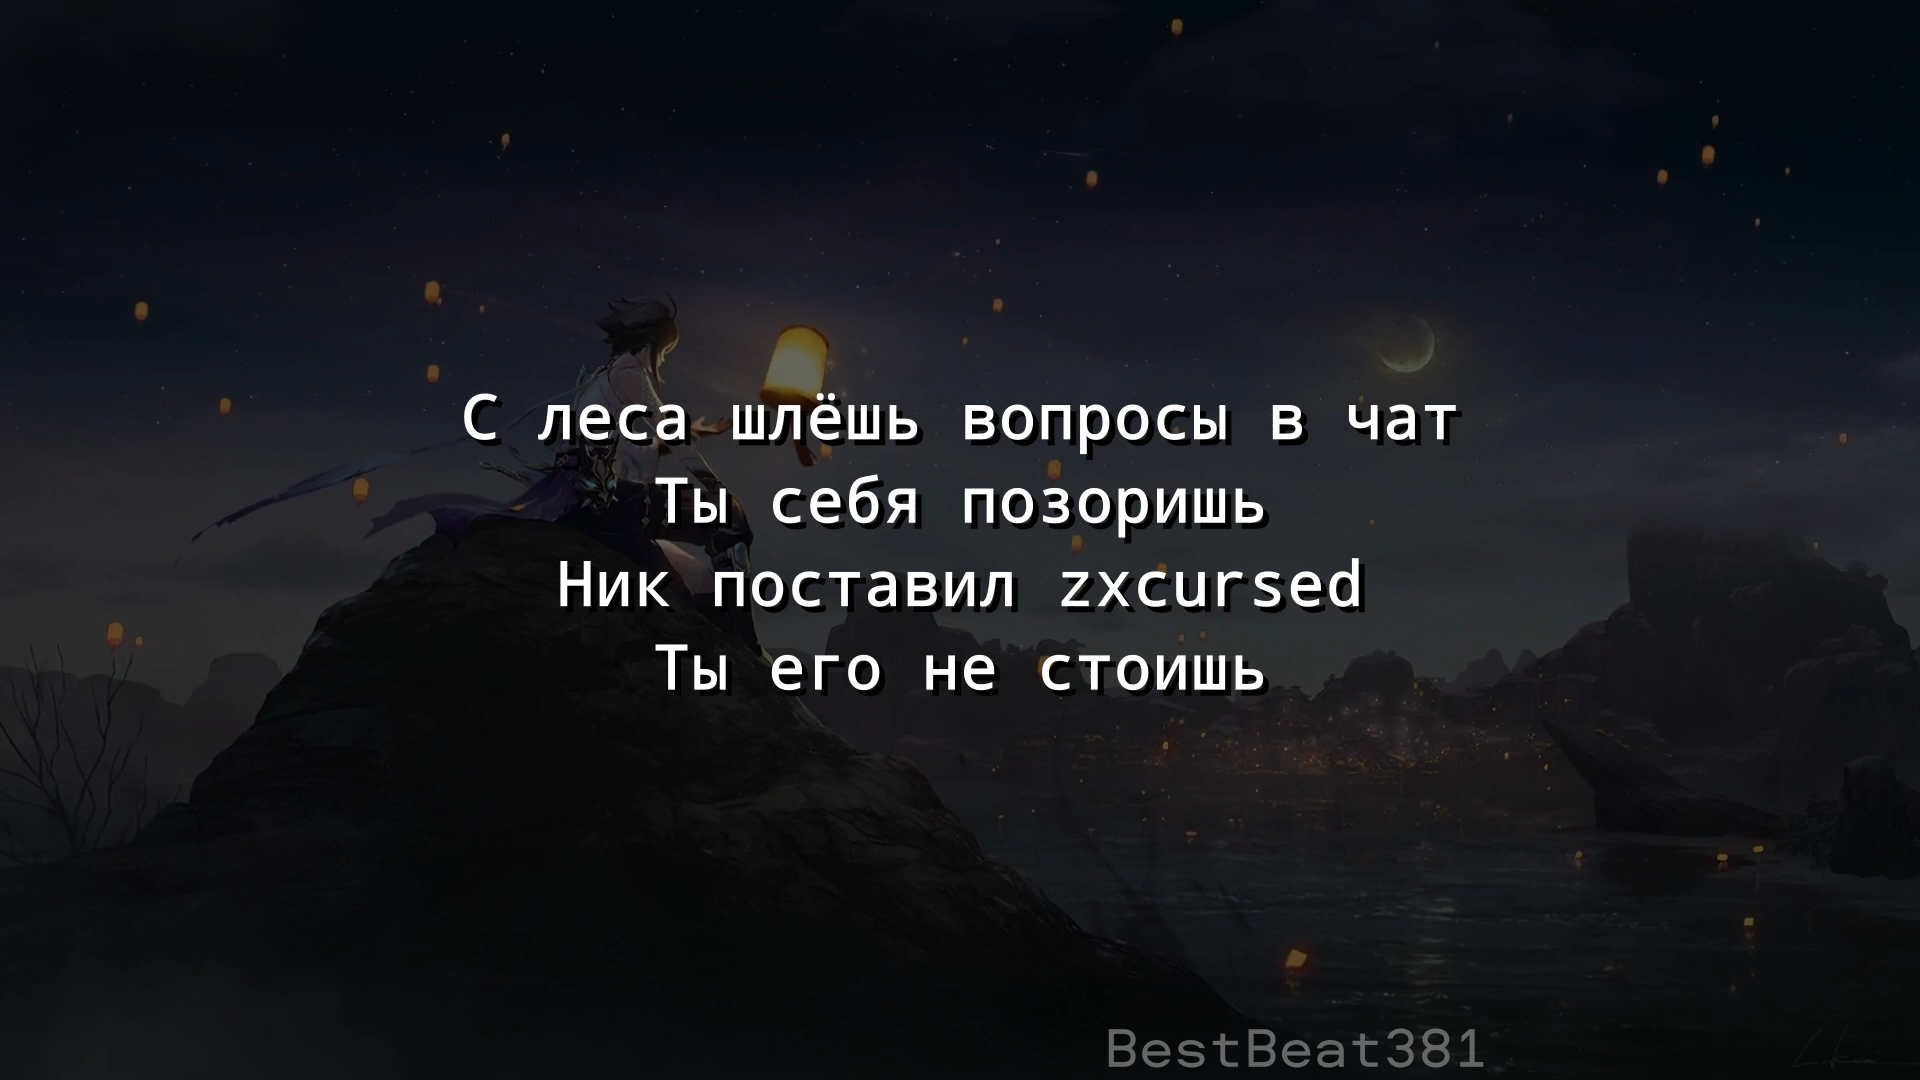 С леса шлёшь вопросы в чат
Ты себя позоришь
Ник поставил zxcursed
Ты его не стоишь
BestBeat381